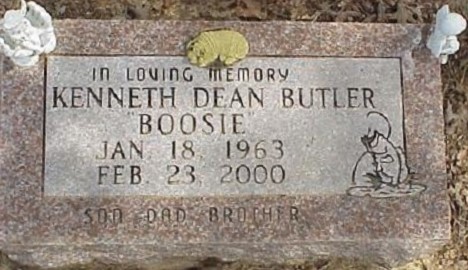 IN LOVING MEMORY
KENNETH DEAN BUTLER
"BOOSIE"
JAN 18, 1963
FEB. 23, 2000
SON DAD BROTHER